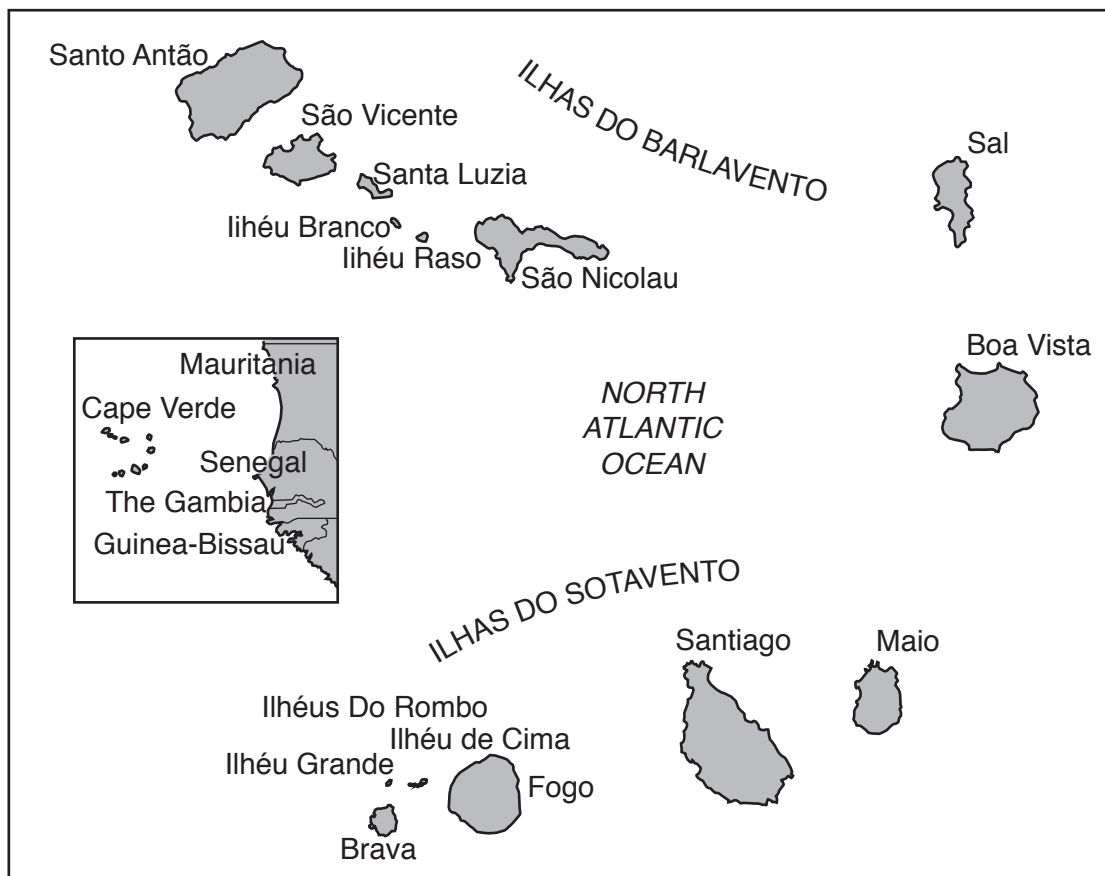 Santo Antão
São Vicente
Santa Luzia
Iihéu Branco
Iihéu Raso
São Nicolau
ILHAS DO BARLAVENTO
Sal
Boa Vista
NORTH
ATLANTIC
OCEAN
Mauritania
Cape Verde
Senegal
The Gambia
Guinea-Bissau
ILHAS DO SOTAVENTO
Santiago
Maio
Ilhéus Do Rombo
Ilhéu de Cima
Ilhéu Grande
Fogo
Brava